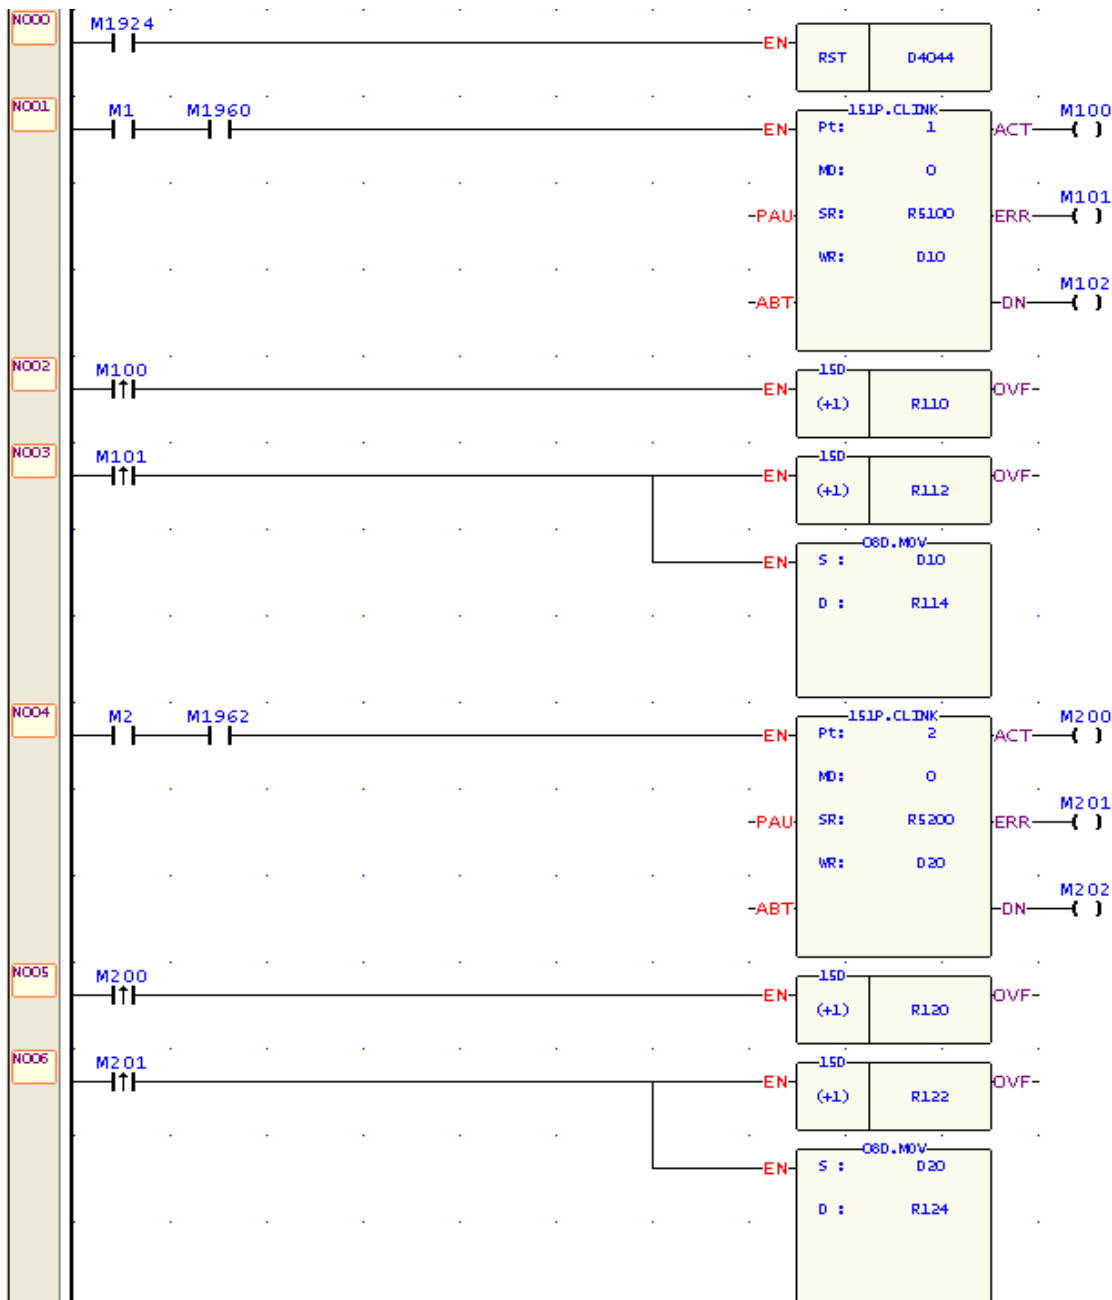 N000
M1924
EN
RST D4044
N001
M1 M1960
EN
151P.CLINK
Pt: 1
ACT
M100
MD: 0
PAU
SR: R5100
ERR
M101
WR: D10
ABT
DN
M102
N002
M100
EN
15D
(+1) R110
OVF
N003
M101
EN
15D
(+1) R112
OVF
EN
08D.MOV
S : D10
D : R114
N004
M2 M1962
EN
151P.CLINK
Pt: 2
ACT
M200
MD: 0
PAU
SR: R5200
ERR
M201
WR: D20
ABT
DN
M202
N005
M200
EN
15D
(+1) R120
OVF
N006
M201
EN
15D
(+1) R122
OVF
EN
08D.MOV
S : D20
D : R124